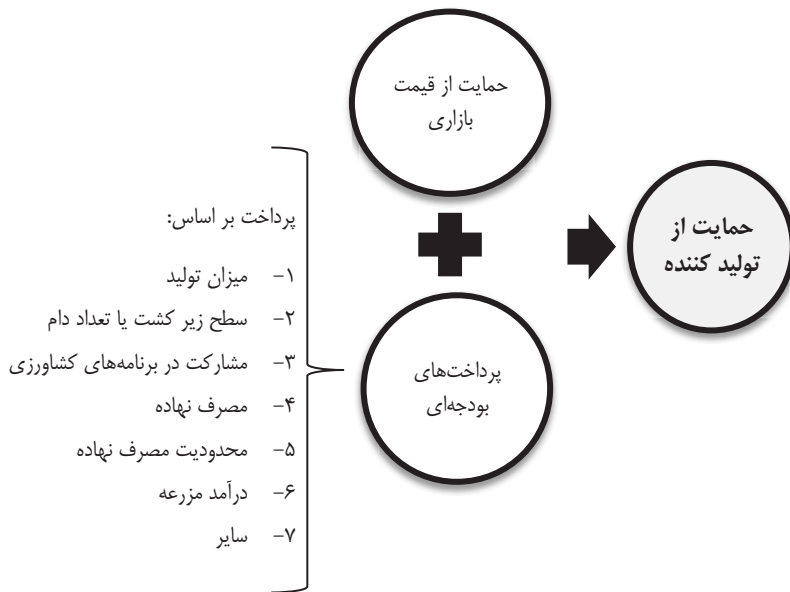 حمایت از قیمت
بازاری
حمایت از
تولید کننده
پرداخت‌های
بودجه‌ای
پرداخت بر اساس:
۱- میزان تولید
۲- سطح زیر کشت یا تعداد دام
۳- مشارکت در برنامه‌های کشاورزی
۴- مصرف نهاده
۵- محدودیت مصرف نهاده
۶- درآمد مزرعه
۷- سایر